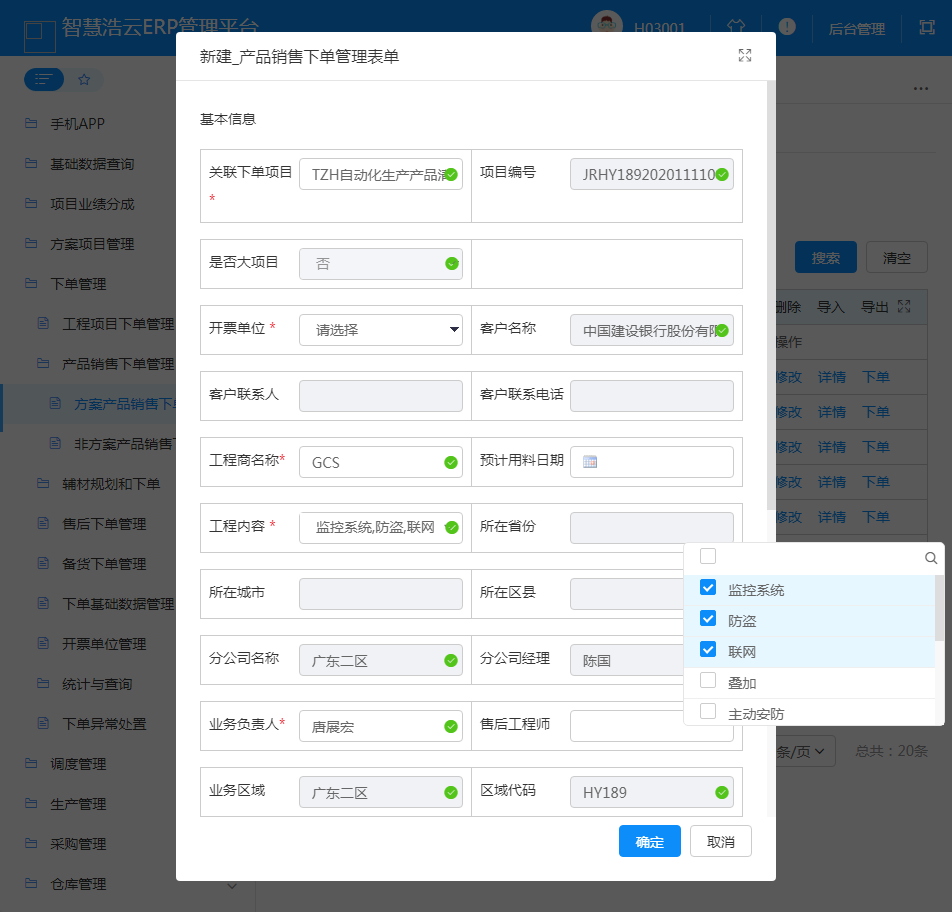 智慧浩云ERP管理平台
H03001
后台管理
新建_产品销售下单管理表单
手机APP
基础数据查询
项目业绩分成
方案项目管理
下单管理
工程项目下单管理
产品销售下单管理
方案产品销售下
非方案产品销售
辅材规划和下单
售后下单管理
备货下单管理
下单基础数据管理
开票单位管理
统计与查询
下单异常处置
调度管理
生产管理
采购管理
仓库管理
基本信息
关联下单项目 * TZH自动化生产产品 项目编号 JRHY189202011110
是否大项目 否
开票单位 * 请选择 客户名称 中国建设银行股份有
客户联系人 客户联系电话
工程商名称* GCS 预计用料日期
工程内容 * 监控系统,防盗,联网 所在省份
所在城市 所在区县
分公司名称 广东二区 分公司经理 陈国
业务负责人* 唐展宏 售后工程师
业务区域 广东二区 区域代码 HY189
确定 取消
搜索 清空
删除 导入 导出
操作
修改 详情 下单
修改 详情 下单
修改 详情 下单
修改 详情 下单
修改 详情 下单
监控系统
防盗
联网
叠加
主动安防
条/页 总共：20条